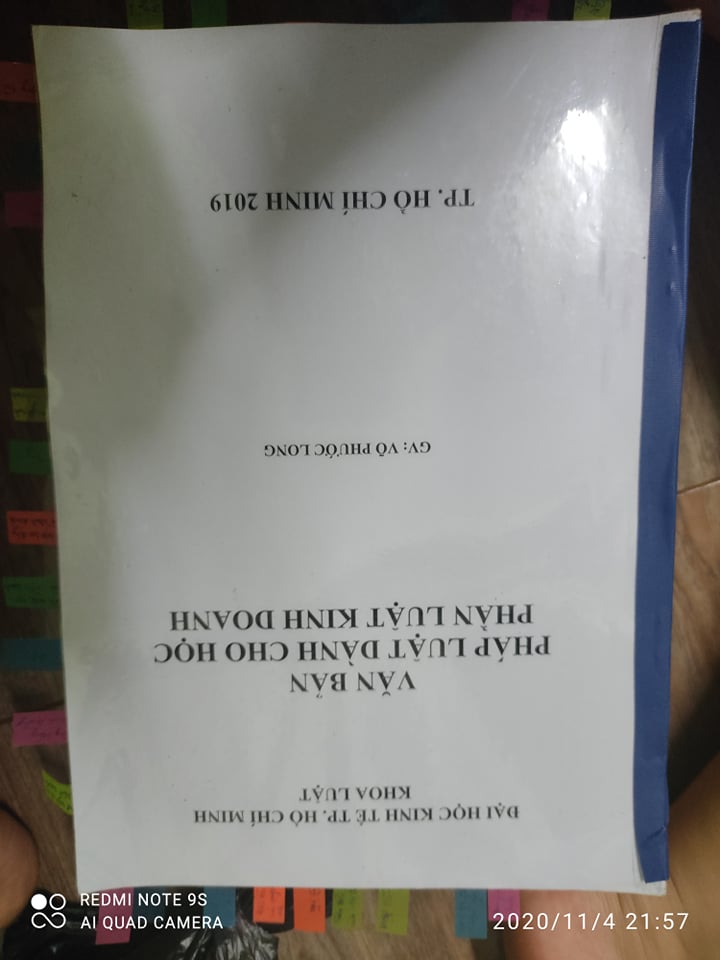 ĐẠI HỌC KINH TẾ TP. HỒ CHÍ MINH
KHOA LUẬT
VĂN BẢN
PHÁP LUẬT DÀNH CHO HỌC
PHẦN LUẬT KINH DOANH
GV: VÕ PHƯỚC LONG
TP. HỒ CHÍ MINH 2019
REDMI NOTE 9S
AI QUAD CAMERA
2020/11/4 21:57